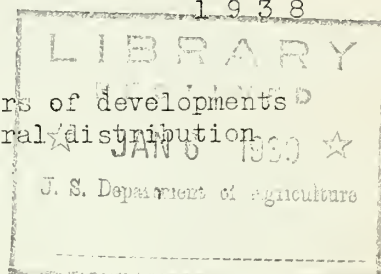 1938
LIBRARY
rs of developments
ral distribution
☆ JAN 6 ☆
U. S. Department of Agriculture